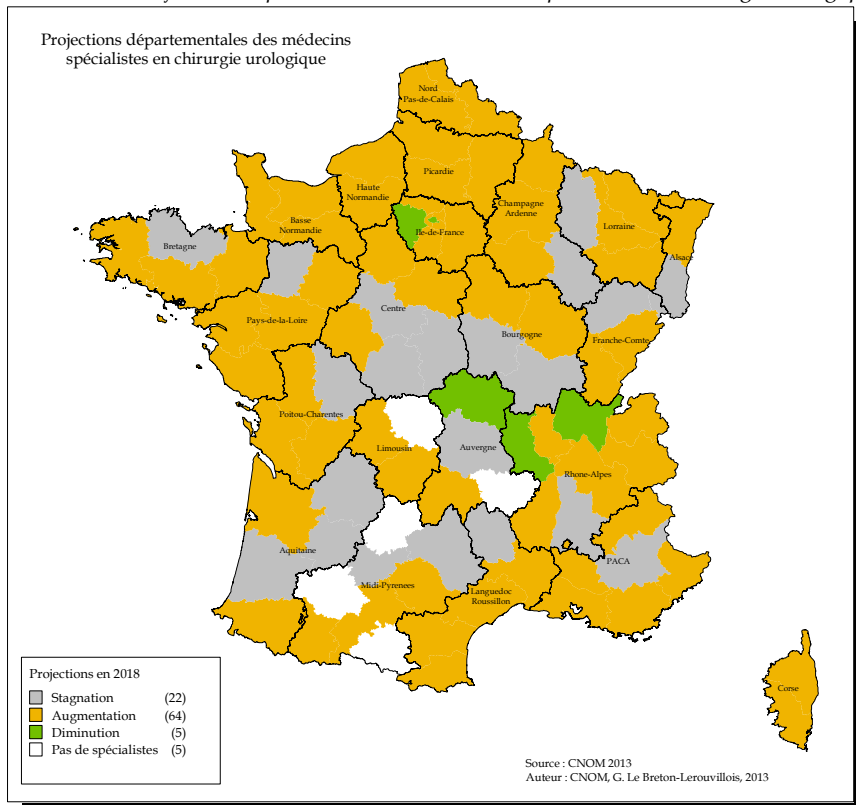 Projections départementales des médecins
spécialistes en chirurgie urologique
Nord
Pas-de-Calais
Picardie
Haute
Normandie
Champagne
Ardenne
Basse
Normandie
Ile-de-France
Lorraine
Alsace
Bretagne
Centre
Pays-de-la-Loire
Bourgogne
Franche-Comte
Poitou-Charentes
Limousin
Auvergne
Rhone-Alpes
Aquitaine
PACA
Midi-Pyrenees
Languedoc
Roussillon
Corse
Projections en 2018
Stagnation (22)
Augmentation (64)
Diminution (5)
Pas de spécialistes (5)
Source : CNOM 2013
Auteur : CNOM, G. Le Breton-Lerouvillois, 2013